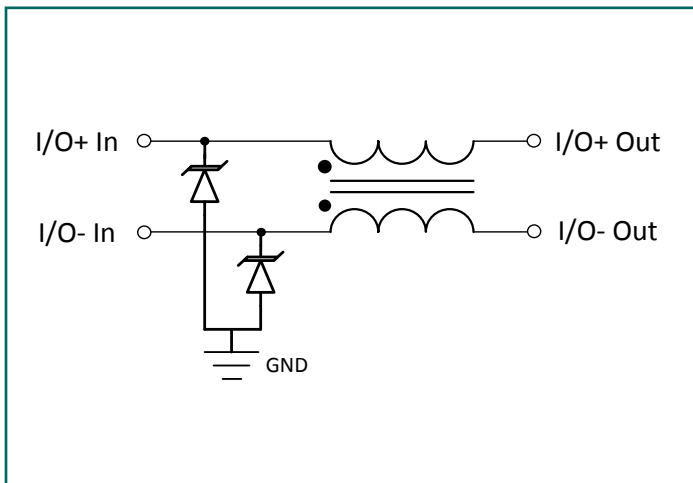 I/O+ In
I/O+ Out
I/O- In
I/O- Out
GND